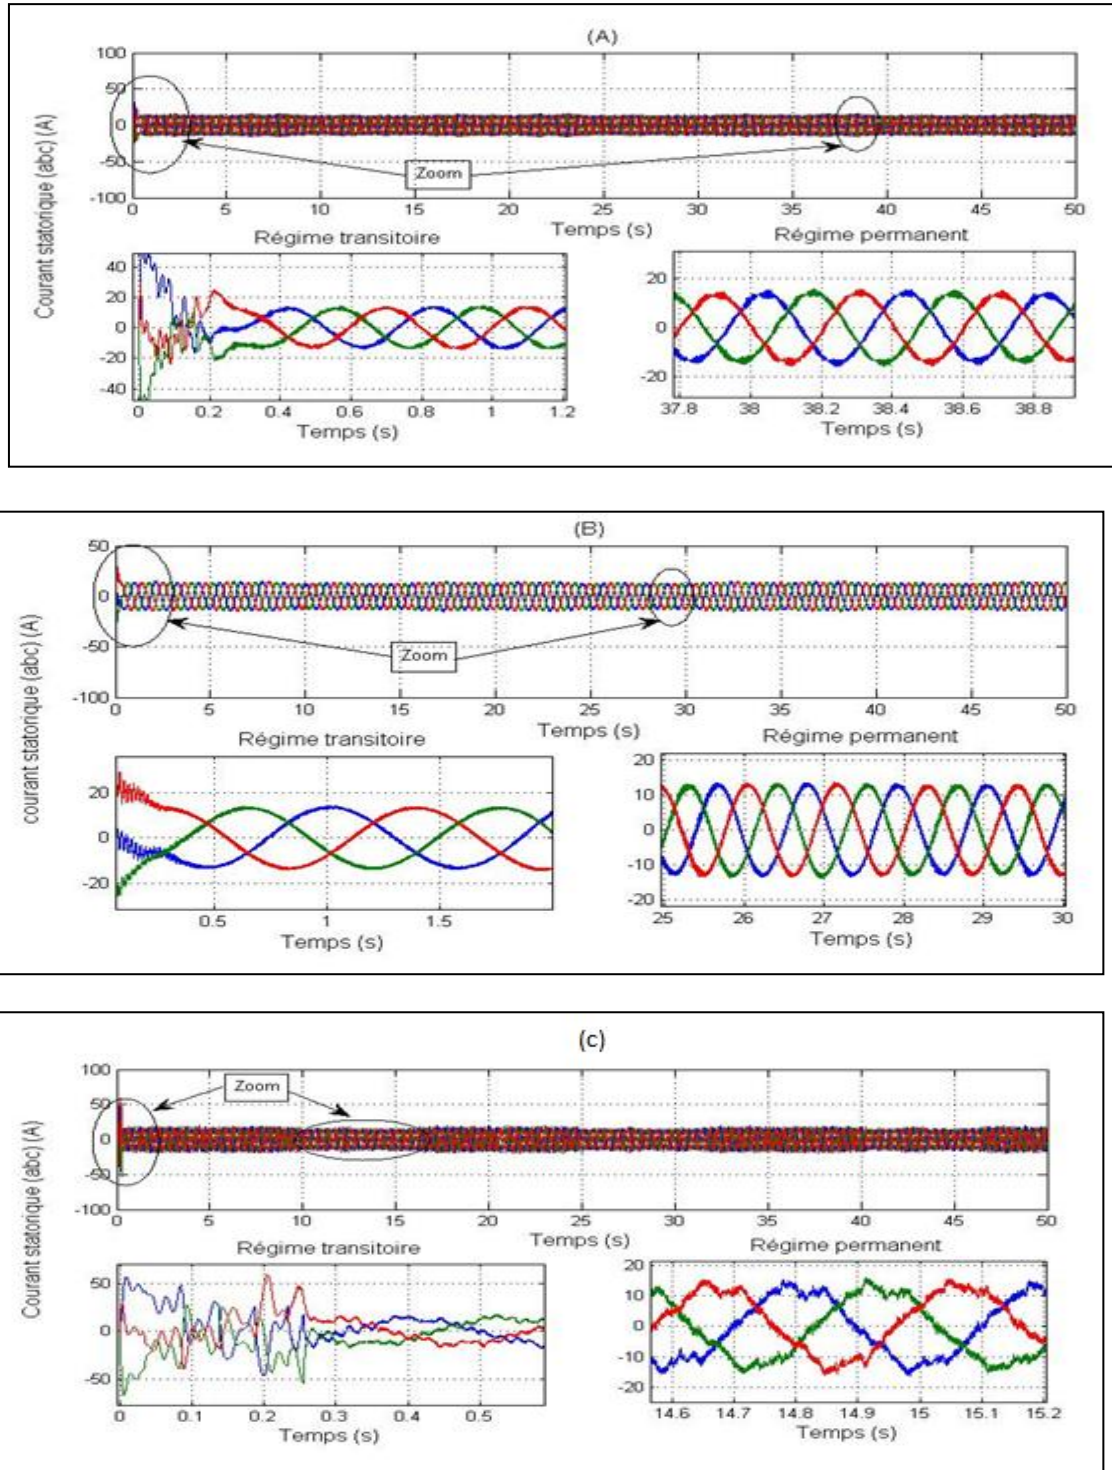 (A)
Courant statorique (abc) (A)
100
50
0
-50
-100
Zoom
0 5 10 15 20 25 30 35 40 45 50
Temps (s)
Régime transitoire
Régime permanent
40
20
0
-20
-40
0 0.2 0.4 0.6 0.8 1 1.2
Temps (s)
20
0
-20
37.8 38 38.2 38.4 38.6 38.8
Temps (s)
(B)
courant statorique (abc) (A)
50
0
-50
-100
Zoom
0 5 10 15 20 25 30 35 40 45 50
Temps (s)
Régime transitoire
Régime permanent
20
0
-20
0.5 1 1.5
Temps (s)
20
10
0
-10
-20
25 26 27 28 29 30
Temps (s)
(c)
Courant statorique (abc) (A)
100
50
0
-50
-100
Zoom
0 5 10 15 20 25 30 35 40 45 50
Temps (s)
Régime transitoire
Régime permanent
50
0
-50
0 0.1 0.2 0.3 0.4 0.5
Temps (s)
20
10
0
-10
-20
14.6 14.7 14.8 14.9 15 15.1 15.2
Temps (s)